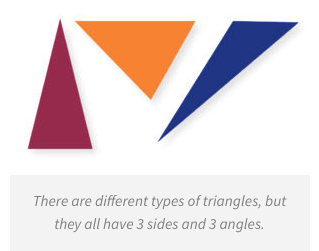 There are different types of triangles, but
they all have 3 sides and 3 angles.